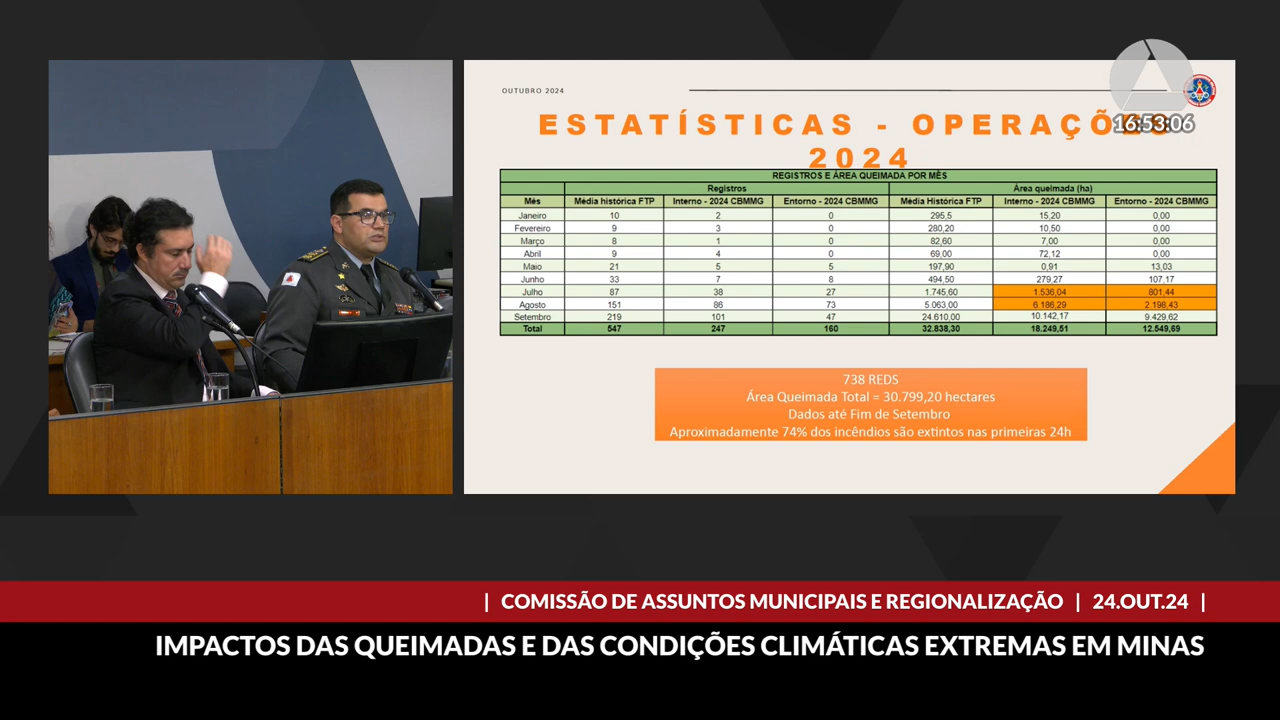 OUTUBRO 2024
16:53:06
ESTATÍSTICAS - OPERAÇÕES
2024
REGISTROS E ÁREA QUEIMADA POR MÊS
Registros Área queimada (ha)
Mês Média histórica FTP Interno - 2024 CBMMG Entorno - 2024 CBMMG Média Histórica FTP Interno - 2024 CBMMG Entorno - 2024 CBMMG
Janeiro 10 2 0 295,5 15,20 0,00
Fevereiro 9 3 0 280,20 10,50 0,00
Março 8 1 0 82,60 7,00 0,00
Abril 9 4 0 69,00 72,12 0,00
Maio 21 5 5 197,90 0,91 13,03
Junho 33 7 8 494,50 279,27 107,17
Julho 87 38 27 1.745,60 1.536,04 801,44
Agosto 151 86 73 5.063,00 6.186,29 2.198,43
Setembro 219 101 47 24.610,00 10.142,17 9.429,62
Total 547 247 160 32.838,30 18.249,51 12.549,69
738 REDS
Área Queimada Total = 30.799,20 hectares
Dados até Fim de Setembro
Aproximadamente 74% dos incêndios são extintos nas primeiras 24h
| COMISSÃO DE ASSUNTOS MUNICIPAIS E REGIONALIZAÇÃO | 24.OUT.24 |
IMPACTOS DAS QUEIMADAS E DAS CONDIÇÕES CLIMÁTICAS EXTREMAS EM MINAS